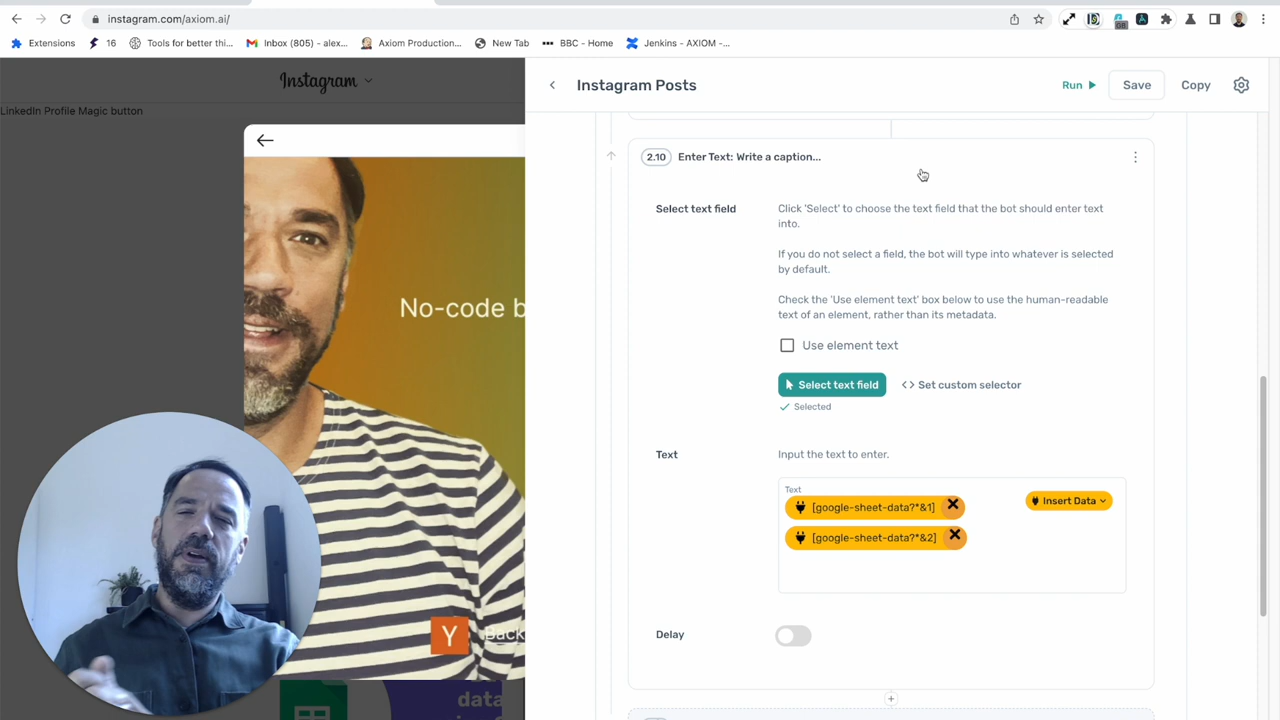 instagram.com/axiom.ai/
GB
Extensions
16
Tools for better thi...
Inbox (805) - alex...
Axiom Production...
New Tab
BBC - Home
Jenkins - AXIOM -...
Instagram
LinkedIn Profile Magic button
Instagram Posts
Run
Save
Copy
2.10 Enter Text: Write a caption...
Select text field
Click 'Select' to choose the text field that the bot should enter text
into.
If you do not select a field, the bot will type into whatever is selected
by default.
Check the 'Use element text' box below to use the human-readable
text of an element, rather than its metadata.
Use element text
Select text field
<> Set custom selector
Selected
No-code b
Text
Input the text to enter.
Text
[google-sheet-data?*&1]
Insert Data
[google-sheet-data?*&2]
Delay
Y
Back
data